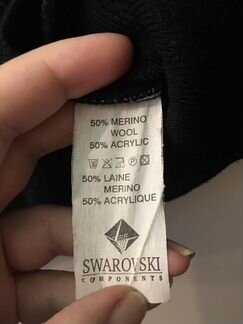 50% MERINO
WOOL
50% ACRYLIC
50% LAINE
MERINO
50% ACRYLIQUE
SWAROVSKI
COMPONENTS